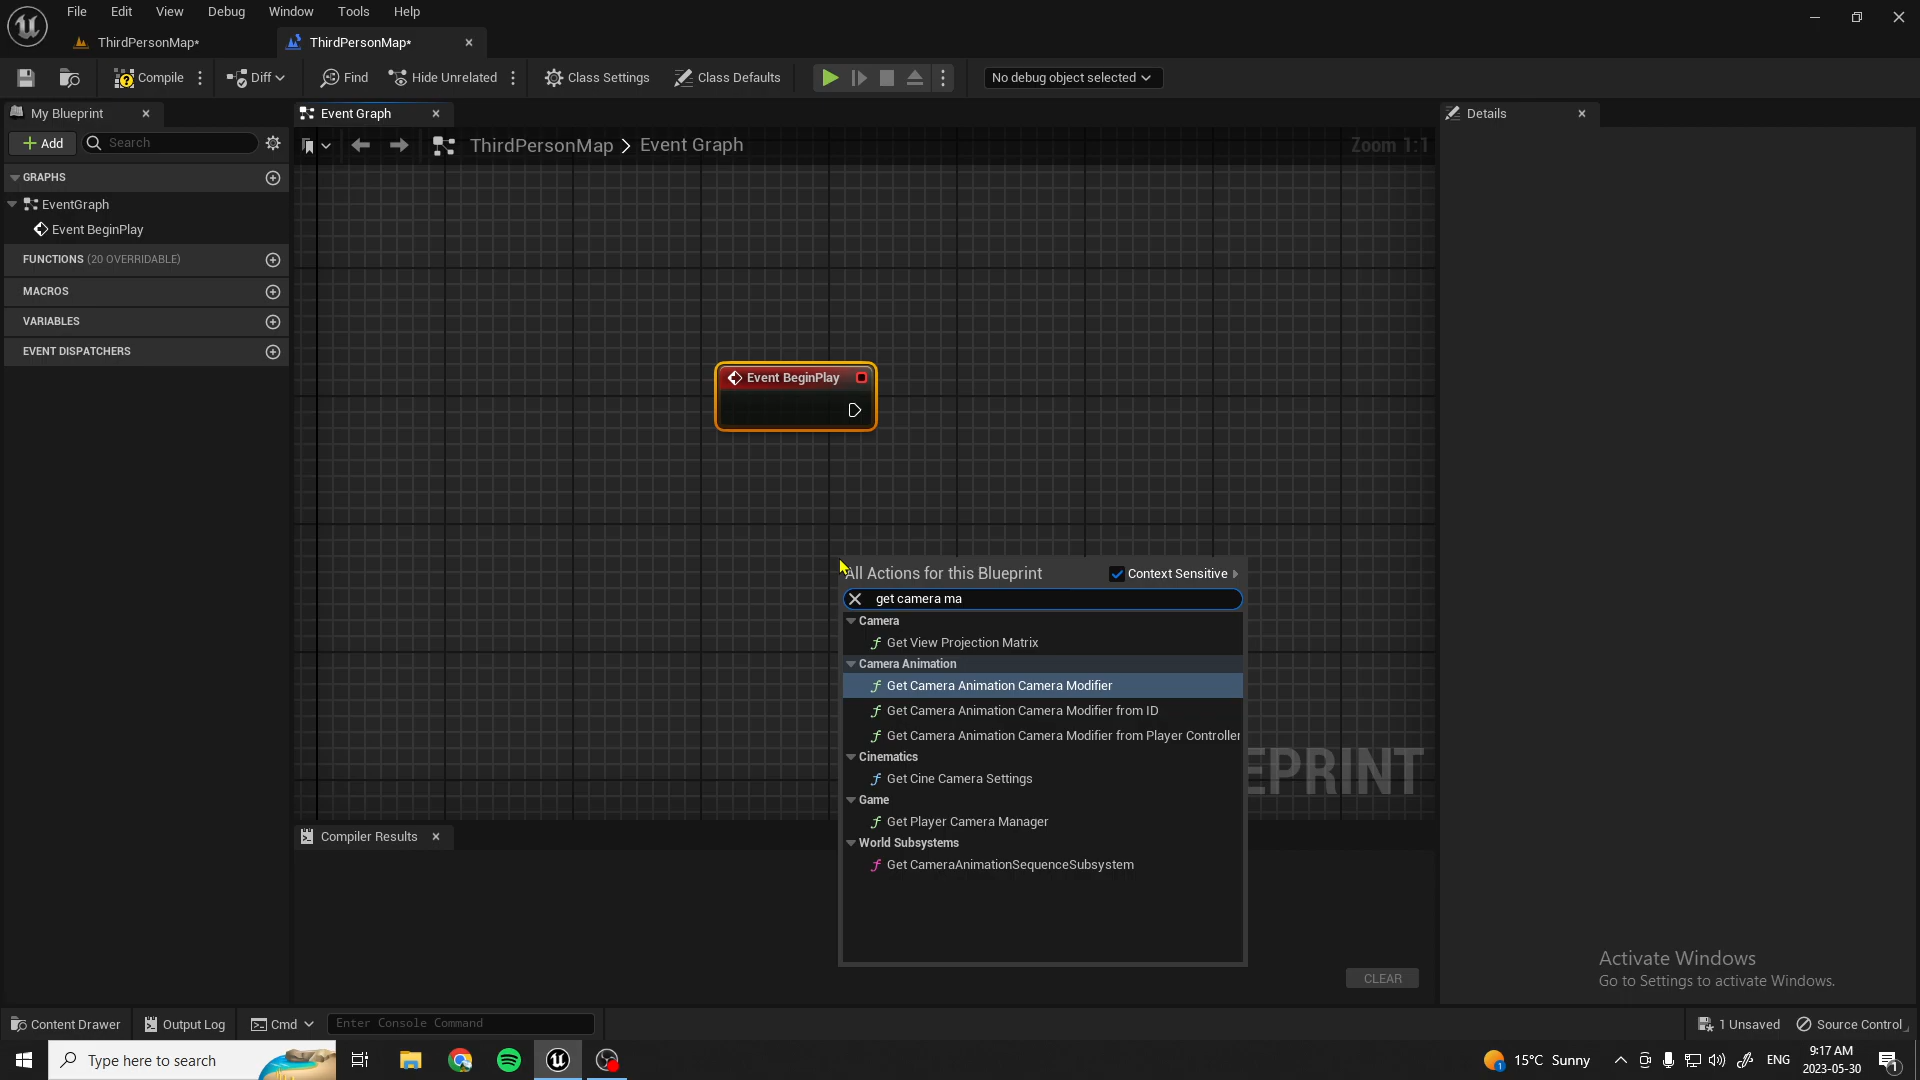 File Edit View Debug Window Tools Help
ThirdPersonMap* ThirdPersonMap*
Compile Diff Find Hide Unrelated Class Settings Class Defaults No debug object selected
My Blueprint Event Graph Details
Add Search ThirdPersonMap > Event Graph Zoom 1:1
GRAPHS
EventGraph
Event BeginPlay
FUNCTIONS (20 OVERRIDABLE)
MACROS
VARIABLES
EVENT DISPATCHERS
Event BeginPlay
All Actions for this Blueprint Context Sensitive
get camera ma
Camera
Get View Projection Matrix
Camera Animation
Get Camera Animation Camera Modifier
Get Camera Animation Camera Modifier from ID
Get Camera Animation Camera Modifier from Player Controller
Cinematics
Get Cine Camera Settings
Game
Get Player Camera Manager
World Subsystems
Get CameraAnimationSequenceSubsystem
EPRINT
Compiler Results
CLEAR
Activate Windows
Go to Settings to activate Windows.
Content Drawer Output Log Cmd Enter Console Command 1 Unsaved Source Control
Type here to search 15°C Sunny ENG 9:17 AM
2023-05-30